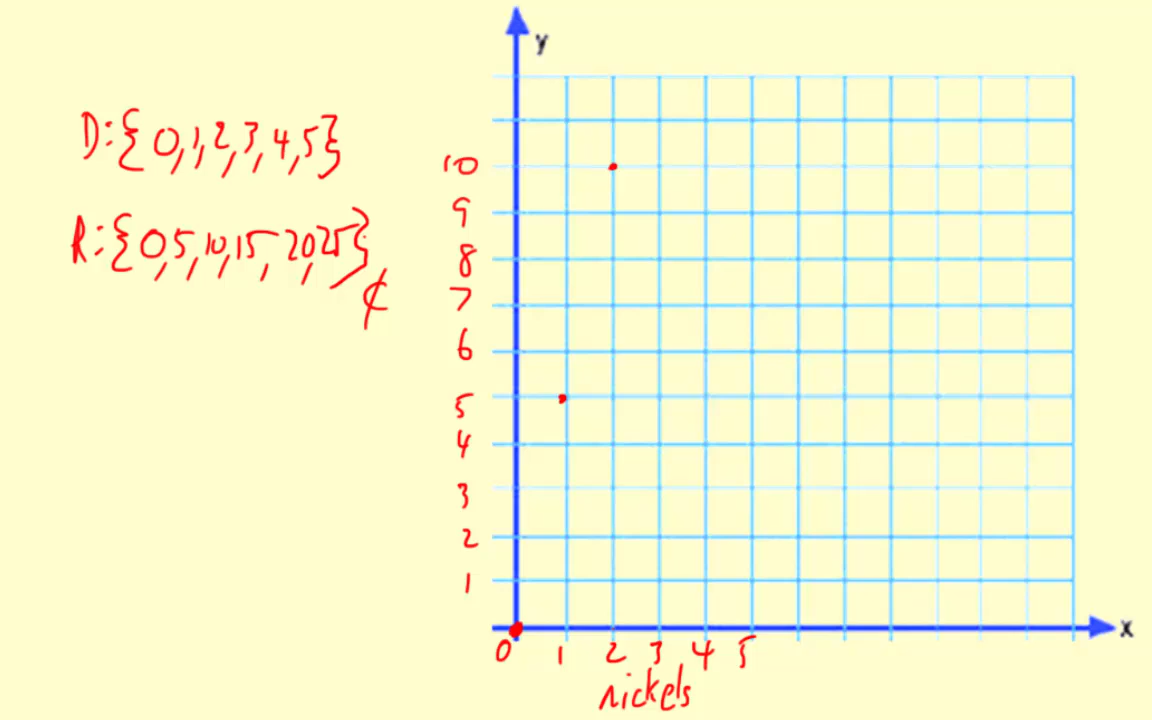 y
D:{0,1,2,3,4,5}
R:{0,5,10,15,20,25}
¢
10
9
8
7
6
5
4
3
2
1
x
0 1 2 3 4 5
nickels